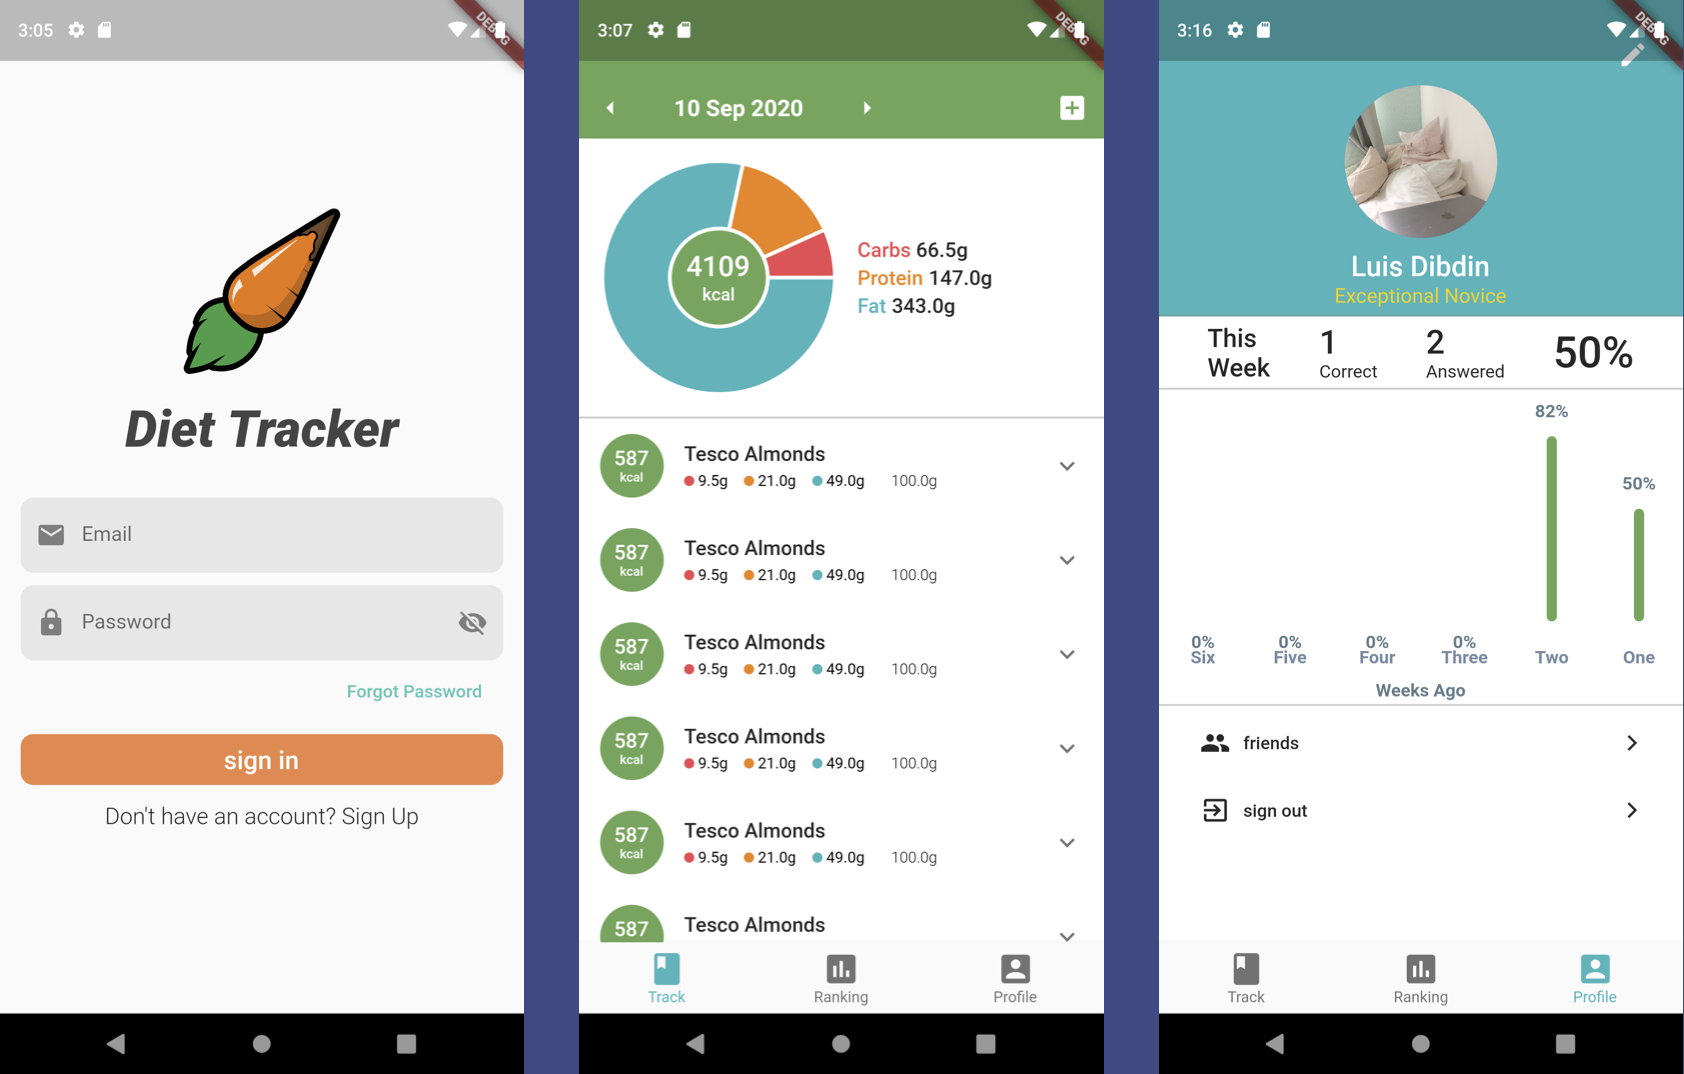 3:05
DEBUG
Diet Tracker
Email
Password
Forgot Password
sign in
Don't have an account? Sign Up
3:07
DEBUG
10 Sep 2020
4109
kcal
Carbs 66.5g
Protein 147.0g
Fat 343.0g
587
kcal
Tesco Almonds
9.5g 21.0g 49.0g 100.0g
587
kcal
Tesco Almonds
9.5g 21.0g 49.0g 100.0g
587
kcal
Tesco Almonds
9.5g 21.0g 49.0g 100.0g
587
kcal
Tesco Almonds
9.5g 21.0g 49.0g 100.0g
587
kcal
Tesco Almonds
9.5g 21.0g 49.0g 100.0g
587
Tesco Almonds
Track
Ranking
Profile
3:16
DEBUG
Luis Dibdin
Exceptional Novice
This
Week
1
Correct
2
Answered
50%
82%
50%
0% 0% 0% 0%
Six Five Four Three Two One
Weeks Ago
friends
sign out
Track
Ranking
Profile